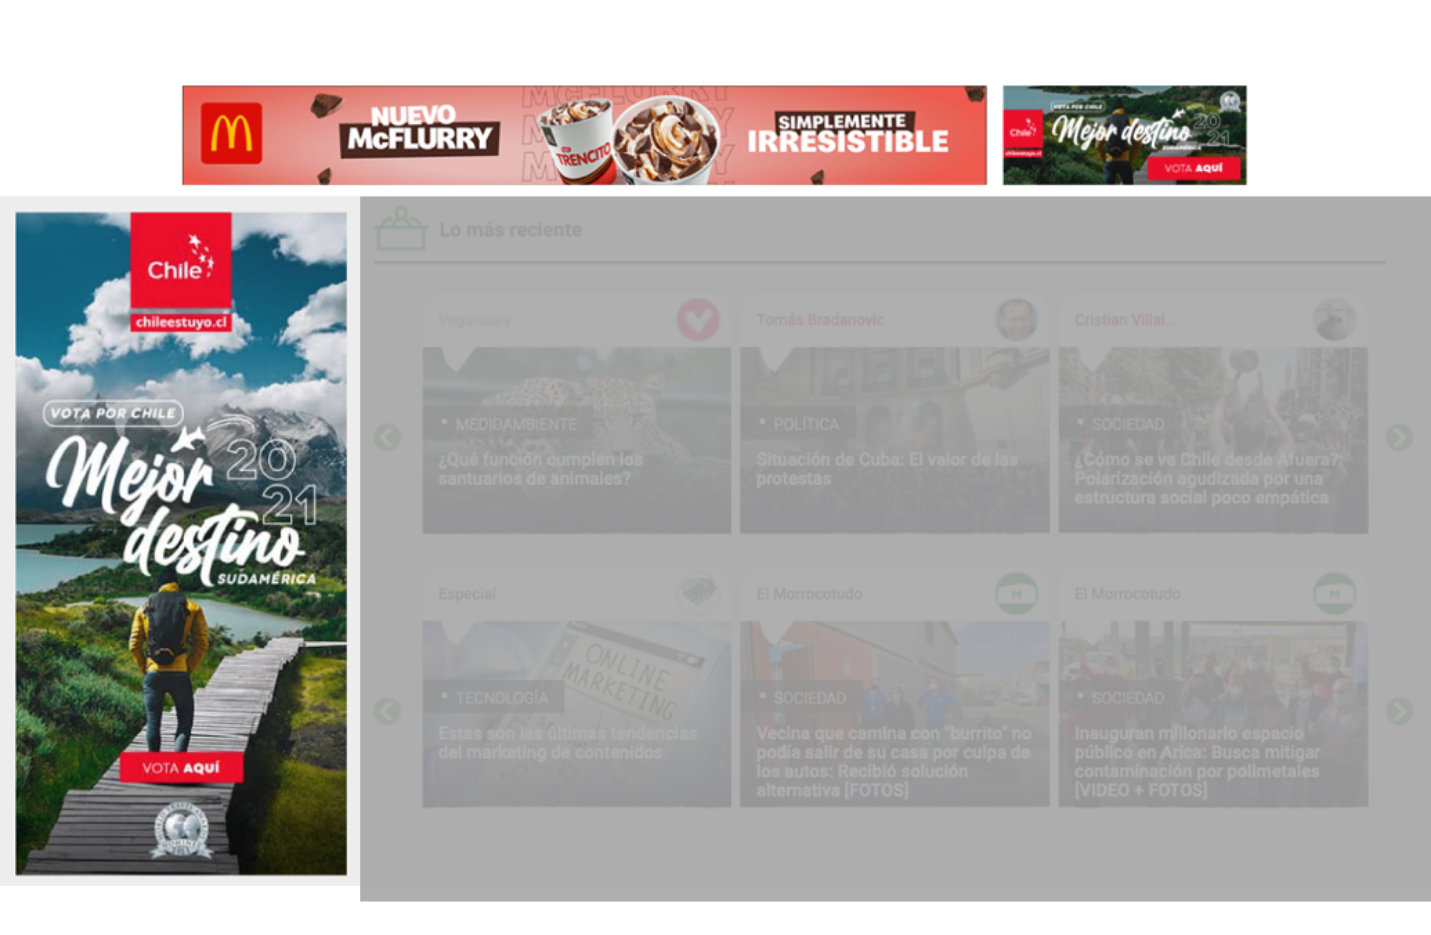 NUEVO
McFLURRY
McFLURRY
TRENCITO
SIMPLEMENTE
IRRESISTIBLE
VOTA POR CHILE
Chile
chileestuyo.cl
Mejor destino
2021
SUDAMÉRICA
VOTA AQUÍ
Chile
chileestuyo.cl
VOTA POR CHILE
Mejor
20
21
destino
SUDAMÉRICA
VOTA AQUÍ
Lo más reciente
Veganuary
MEDIOAMBIENTE
¿Qué función cumplen los
santuarios de animales?
Tomás Bradanovic
POLÍTICA
Situación de Cuba: El valor de las
protestas
Cristian Villal...
SOCIEDAD
¿Cómo se ve Chile desde Afuera?:
Polarización agudizada por una
estructura social poco empática
Especial
ONLINE
MARKETING
TECNOLOGÍA
Estas son las últimas tendencias
del marketing de contenidos
El Morrocotudo
M
SOCIEDAD
Vecina que camina con "burrito" no
podía salir de su casa por culpa de
los autos: Recibió solución
alternativa [FOTOS]
El Morrocotudo
M
SOCIEDAD
Inauguran millonario espacio
público en Arica: Busca mitigar
contaminación por polimetales
[VIDEO + FOTOS]